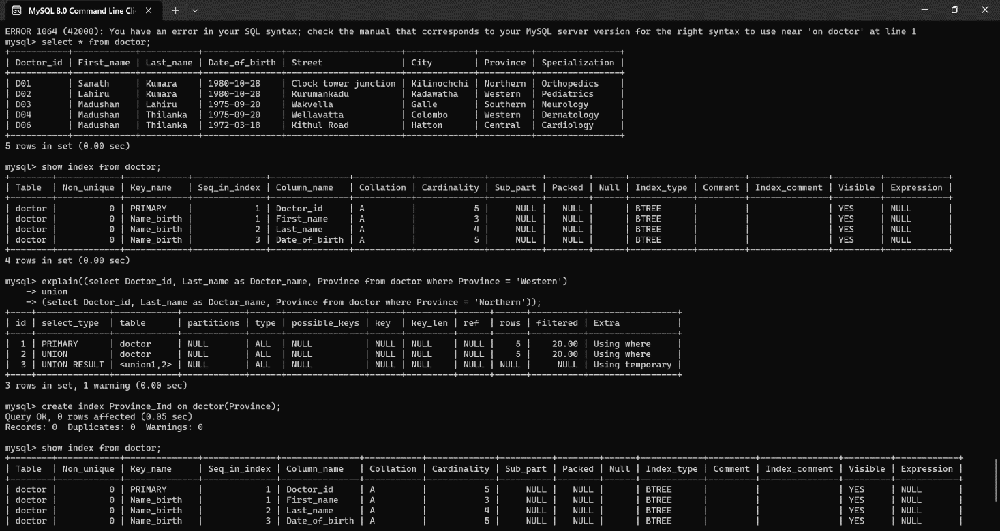 MySQL 8.0 Command Line Cli
ERROR 1064 (42000): You have an error in your SQL syntax; check the manual that corresponds to your MySQL server version for the right syntax to use near 'on doctor' at line 1
mysql> select * from doctor;
+-----------+------------+-----------+---------------+----------------------+-------------+----------+----------------+
| Doctor_id | First_name | Last_name | Date_of_birth | Street               | City        | Province | Specialization |
+-----------+------------+-----------+---------------+----------------------+-------------+----------+----------------+
| D01       | Sanath     | Kumara    | 1980-10-28    | Clock tower junction | Kilinochchi | Northern | Orthopedics    |
| D02       | Lahiru     | Kumara    | 1980-10-28    | Kurumankadu          | Kadawatha   | Western  | Pediatrics     |
| D03       | Madushan   | Lahiru    | 1975-09-20    | Wakvella             | Galle       | Southern | Neurology      |
| D04       | Madushan   | Thilanka  | 1975-09-20    | Wellavatta           | Colombo     | Western  | Dermatology    |
| D06       | Madushan   | Thilanka  | 1972-03-18    | Kithul Road          | Hatton      | Central  | Cardiology     |
+-----------+------------+-----------+---------------+----------------------+-------------+----------+----------------+
5 rows in set (0.00 sec)
mysql> show index from doctor;
+--------+------------+------------+--------------+---------------+-----------+-------------+----------+--------+------+------------+---------+---------------+---------+------------+
| Table  | Non_unique | Key_name   | Seq_in_index | Column_name   | Collation | Cardinality | Sub_part | Packed | Null | Index_type | Comment | Index_comment | Visible | Expression |
+--------+------------+------------+--------------+---------------+-----------+-------------+----------+--------+------+------------+---------+---------------+---------+------------+
| doctor |          0 | PRIMARY    |            1 | Doctor_id     | A         |           5 |     NULL |   NULL |      | BTREE      |         |               | YES     | NULL       |
| doctor |          0 | Name_birth |            1 | First_name    | A         |           3 |     NULL |   NULL |      | BTREE      |         |               | YES     | NULL       |
| doctor |          0 | Name_birth |            2 | Last_name     | A         |           4 |     NULL |   NULL |      | BTREE      |         |               | YES     | NULL       |
| doctor |          0 | Name_birth |            3 | Date_of_birth | A         |           5 |     NULL |   NULL |      | BTREE      |         |               | YES     | NULL       |
+--------+------------+------------+--------------+---------------+-----------+-------------+----------+--------+------+------------+---------+---------------+---------+------------+
4 rows in set (0.00 sec)
mysql> explain((select Doctor_id, Last_name as Doctor_name, Province from doctor where Province = 'Western')
    -> union
    -> (select Doctor_id, Last_name as Doctor_name, Province from doctor where Province = 'Northern'));
+----+--------------+------------+------------+------+---------------+------+---------+------+------+----------+-----------------+
| id | select_type  | table      | partitions | type | possible_keys | key  | key_len | ref  | rows | filtered | Extra           |
+----+--------------+------------+------------+------+---------------+------+---------+------+------+----------+-----------------+
|  1 | PRIMARY      | doctor     | NULL       | ALL  | NULL          | NULL | NULL    | NULL |    5 |    20.00 | Using where     |
|  2 | UNION        | doctor     | NULL       | ALL  | NULL          | NULL | NULL    | NULL |    5 |    20.00 | Using where     |
|  3 | UNION RESULT | <union1,2> | NULL       | ALL  | NULL          | NULL | NULL    | NULL | NULL |     NULL | Using temporary |
+----+--------------+------------+------------+------+---------------+------+---------+------+------+----------+-----------------+
3 rows in set, 1 warning (0.00 sec)
mysql> create index Province_Ind on doctor(Province);
Query OK, 0 rows affected (0.05 sec)
Records: 0  Duplicates: 0  Warnings: 0
mysql> show index from doctor;
+--------+------------+--------------+--------------+---------------+-----------+-------------+----------+--------+------+------------+---------+---------------+---------+------------+
| Table  | Non_unique | Key_name     | Seq_in_index | Column_name   | Collation | Cardinality | Sub_part | Packed | Null | Index_type | Comment | Index_comment | Visible | Expression |
+--------+------------+--------------+--------------+---------------+-----------+-------------+----------+--------+------+------------+---------+---------------+---------+------------+
| doctor |          0 | PRIMARY      |            1 | Doctor_id     | A         |           5 |     NULL |   NULL |      | BTREE      |         |               | YES     | NULL       |
| doctor |          0 | Name_birth   |            1 | First_name    | A         |           3 |     NULL |   NULL |      | BTREE      |         |               | YES     | NULL       |
| doctor |          0 | Name_birth   |            2 | Last_name     | A         |           4 |     NULL |   NULL |      | BTREE      |         |               | YES     | NULL       |
| doctor |          0 | Name_birth   |            3 | Date_of_birth | A         |           5 |     NULL |   NULL |      | BTREE      |         |               | YES     | NULL       |